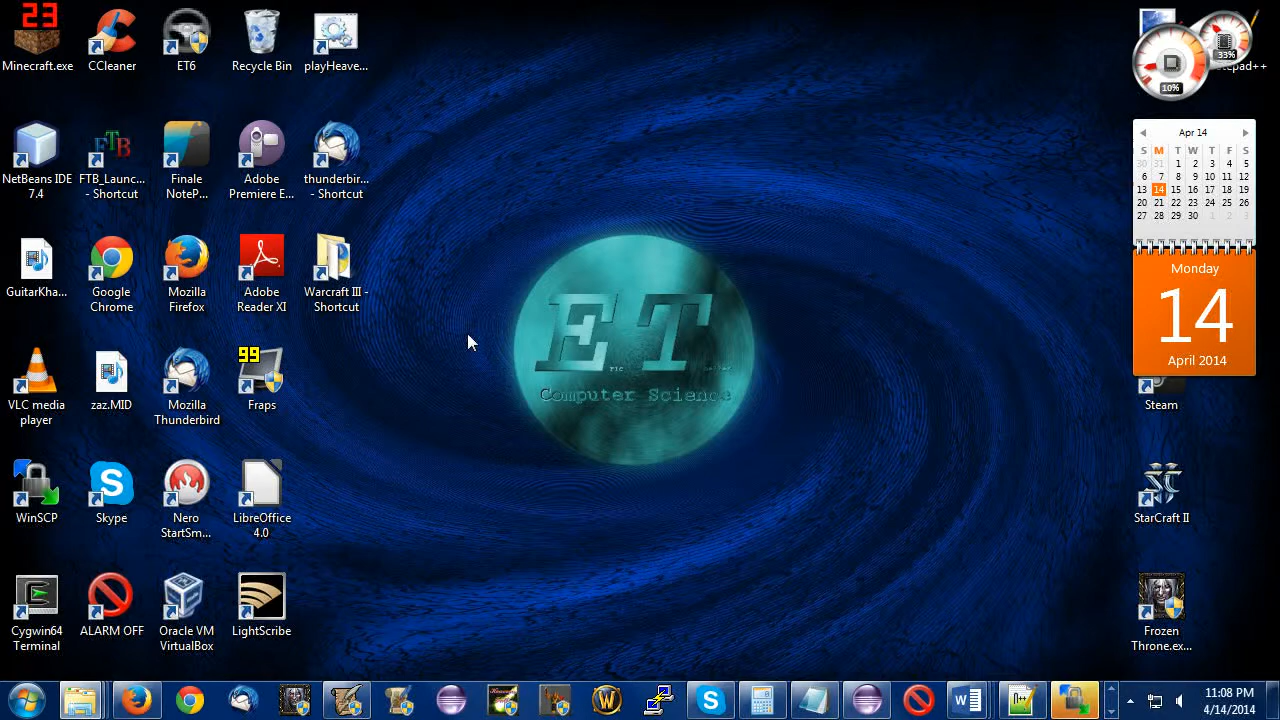 23
Minecraft.exe
CCleaner
ET6
Recycle Bin
playHeave...
NetBeans IDE
7.4
FTB
FTB_Launc...
- Shortcut
Finale
NoteP...
Adobe
Premiere E...
thunderbir...
- Shortcut
GuitarKha...
Google
Chrome
Mozilla
Firefox
Adobe
Reader XI
Warcraft III -
Shortcut
VLC media
player
zaz.MID
Mozilla
Thunderbird
99
Fraps
WinSCP
Skype
Nero
StartSm...
LibreOffice
4.0
Cygwin64
Terminal
ALARM OFF
Oracle VM
VirtualBox
LightScribe
ET
Computer Science
33%
10%
Apr 14
S M T W T F S
30 31 1 2 3 4 5
6 7 8 9 10 11 12
13 14 15 16 17 18 19
20 21 22 23 24 25 26
27 28 29 30 1 2 3
Monday
14
April 2014
Steam
StarCraft II
Frozen
Throne.ex...
11:08 PM
4/14/2014